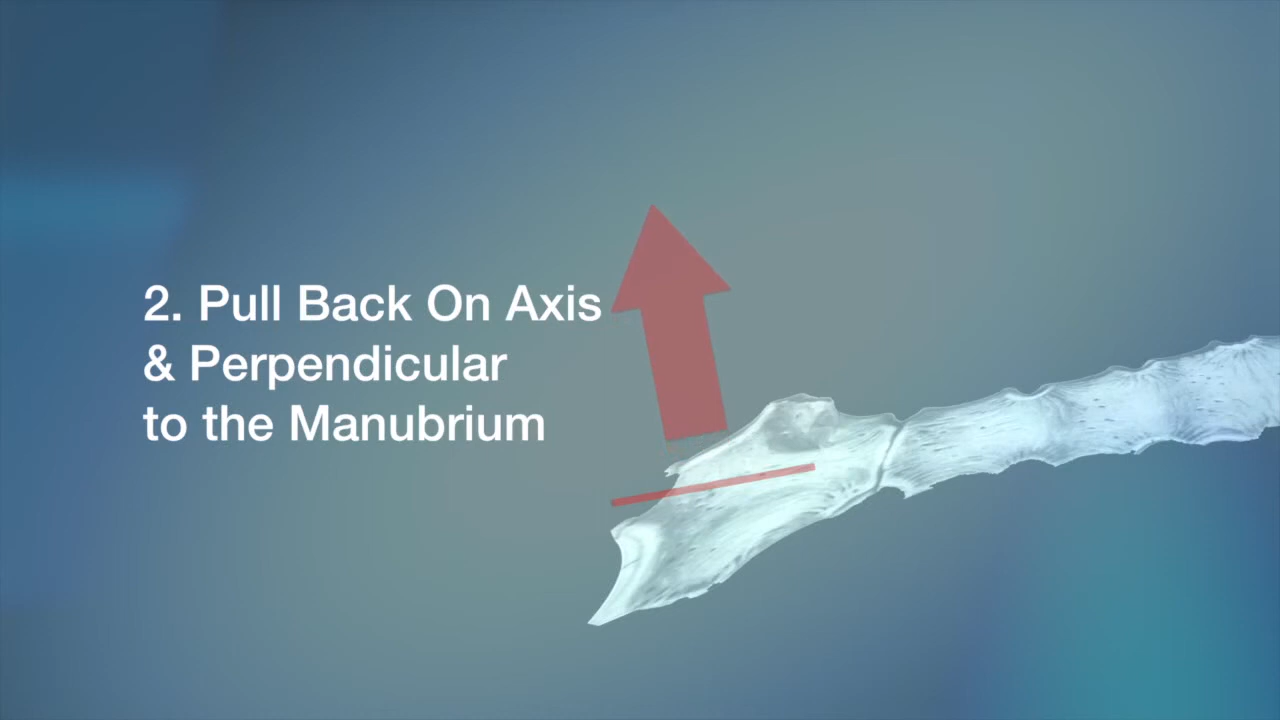 2. Pull Back On Axis
& Perpendicular
to the Manubrium